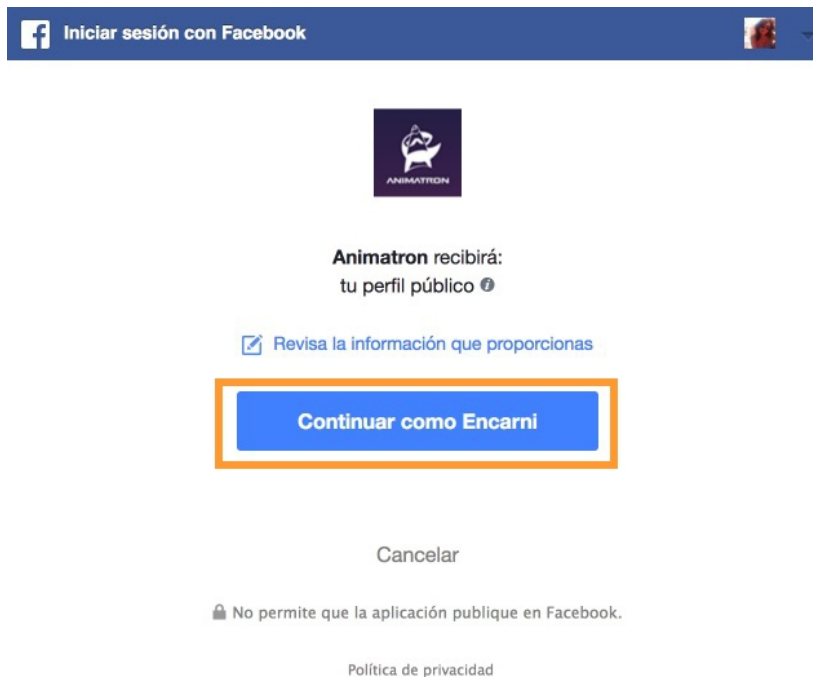 Iniciar sesión con Facebook
ANIMATRON
Animatron recibirá:
tu perfil público
Revisa la información que proporcionas
Continuar como Encarni
Cancelar
No permite que la aplicación publique en Facebook.
Política de privacidad